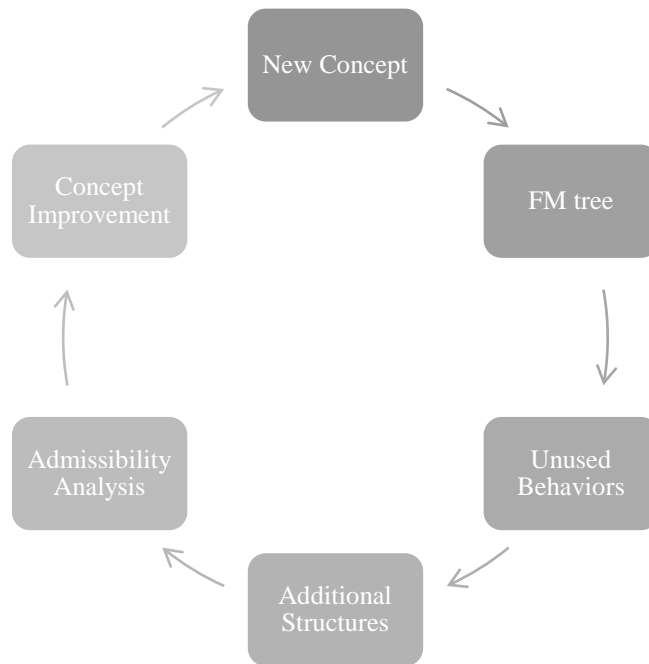 New Concept
FM tree
Unused
Behaviors
Additional
Structures
Admissibility
Analysis
Concept
Improvement